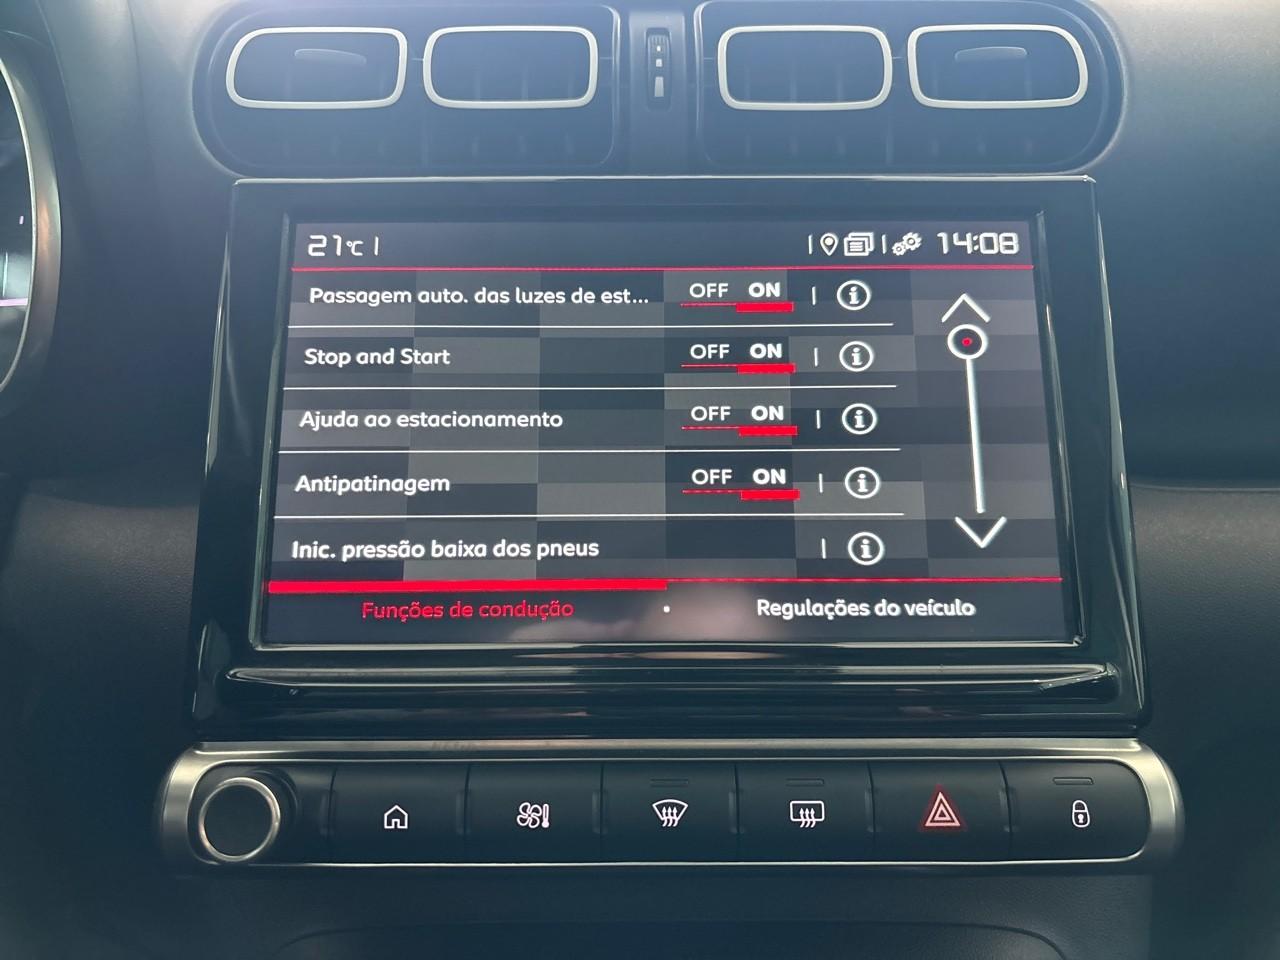 21°C 14:08
Passagem auto. das luzes de est... OFF ON
Stop and Start OFF ON
Ajuda ao estacionamento OFF ON
Antipatinagem OFF ON
Inic. pressão baixa dos pneus
Funções de condução • Regulações do veículo